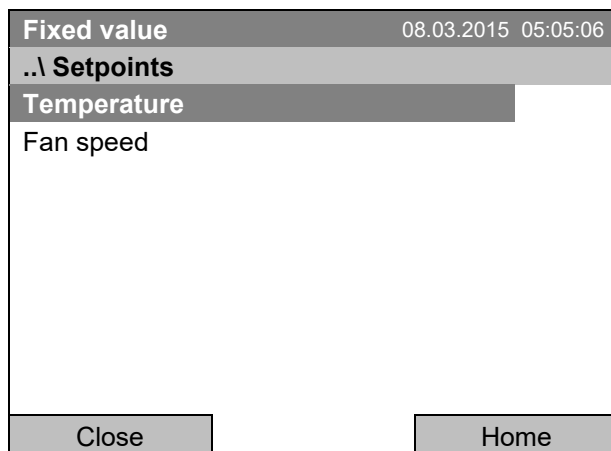 Fixed value 08.03.2015 05:05:06
..\ Setpoints
Temperature
Fan speed
Close Home